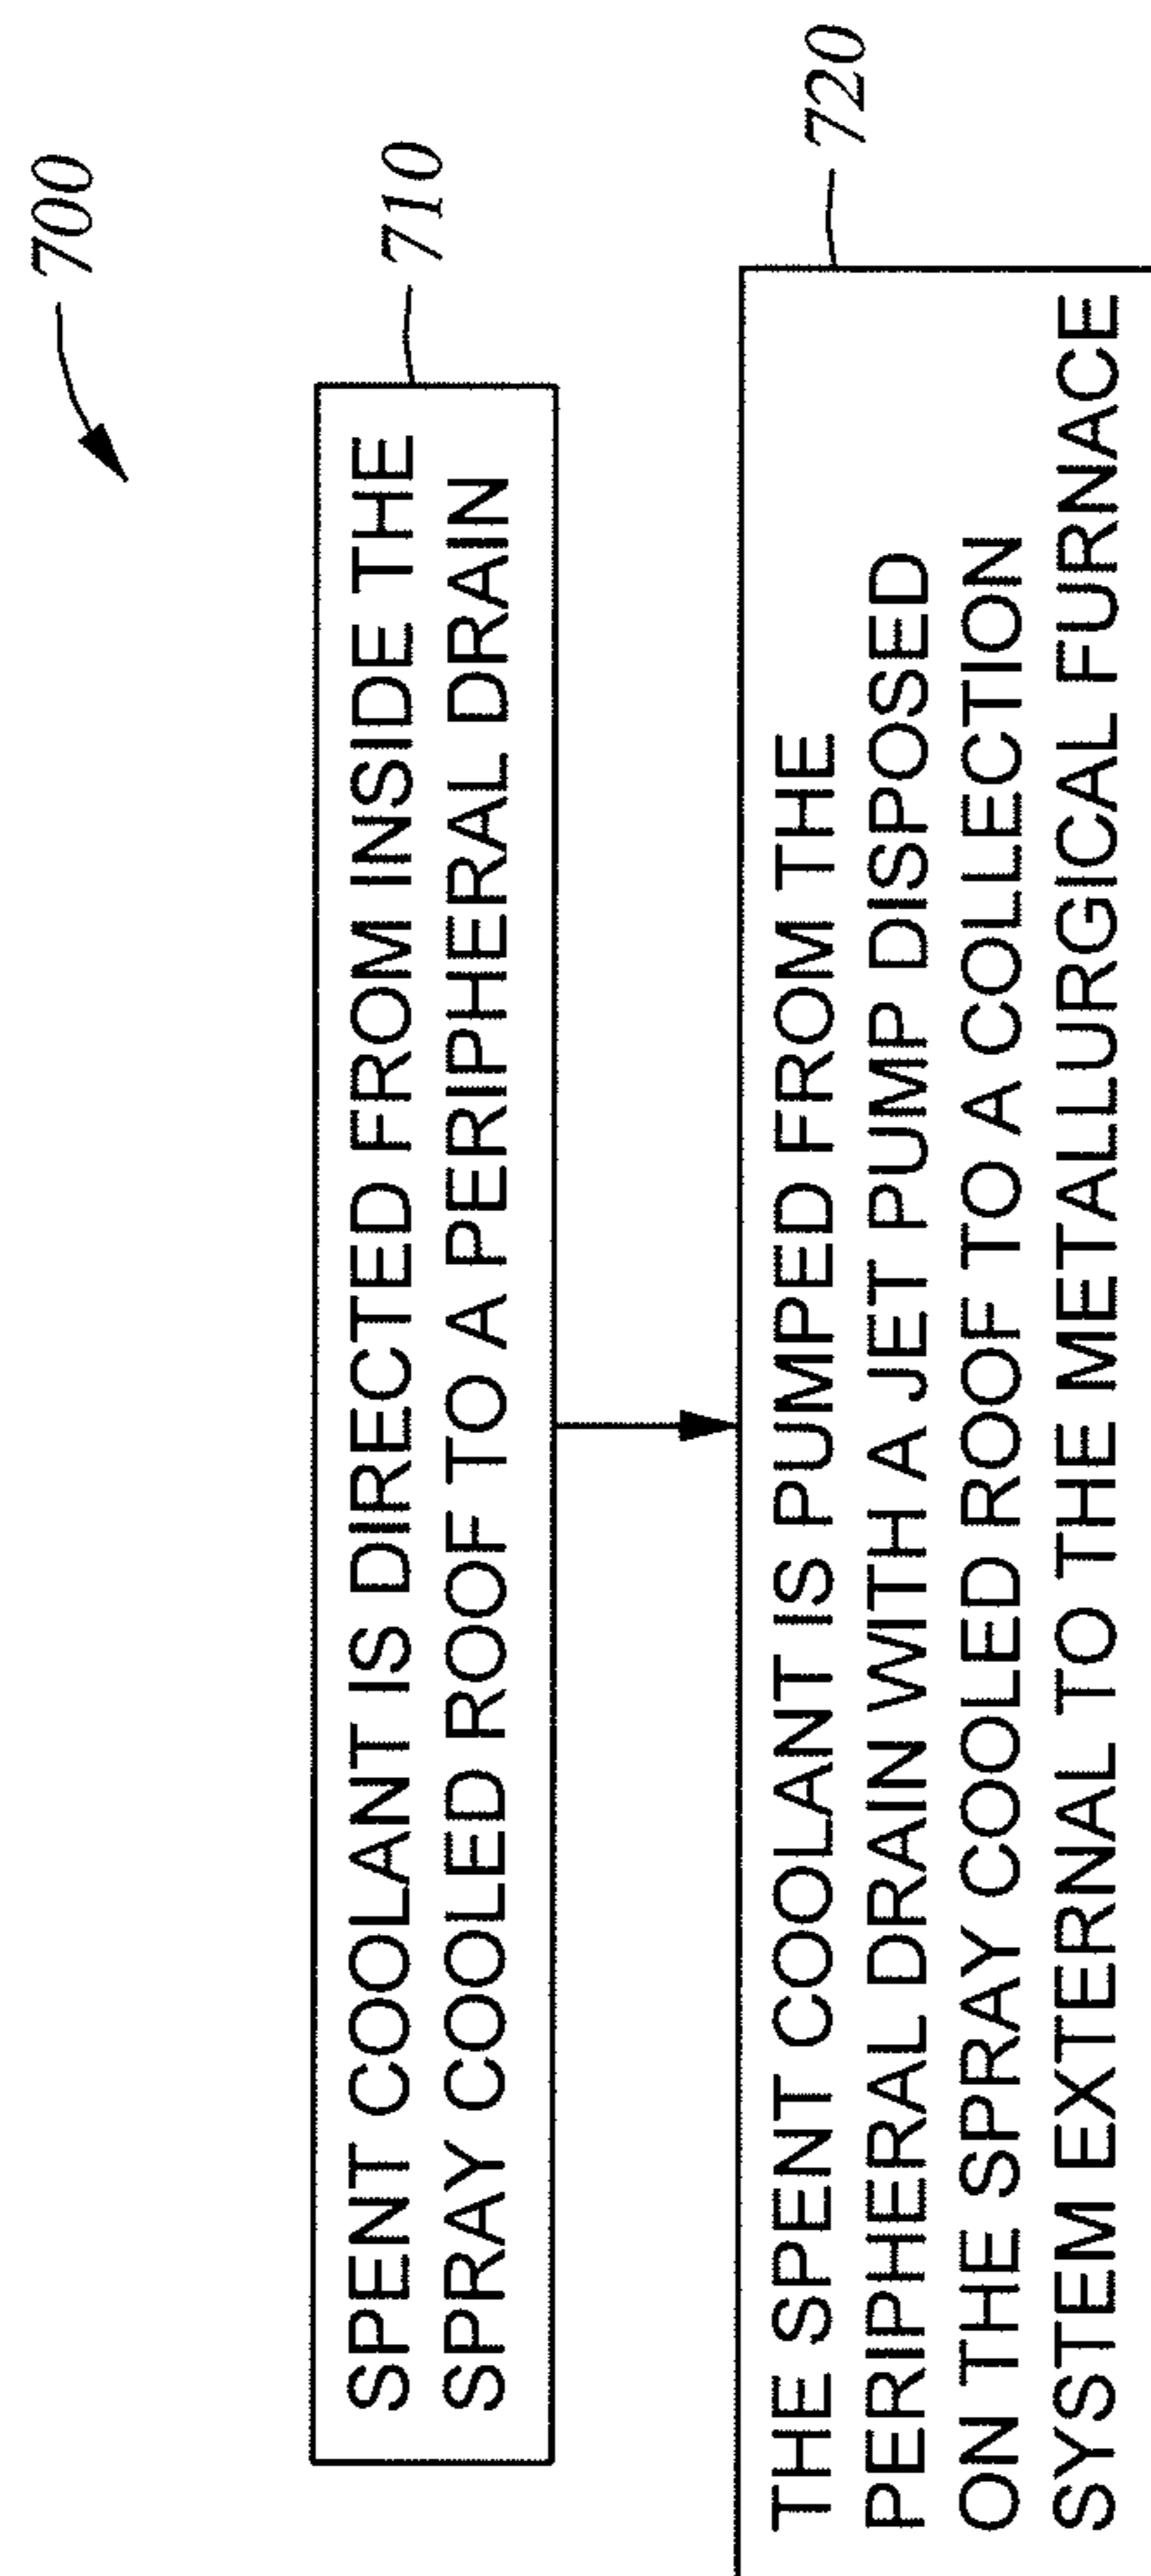 700
710
SPENT COOLANT IS DIRECTED FROM INSIDE THE
SPRAY COOLED ROOF TO A PERIPHERAL DRAIN
720
THE SPENT COOLANT IS PUMPED FROM THE
PERIPHERAL DRAIN WITH A JET PUMP DISPOSED
ON THE SPRAY COOLED ROOF TO A COLLECTION
SYSTEM EXTERNAL TO THE METALLURGICAL FURNACE